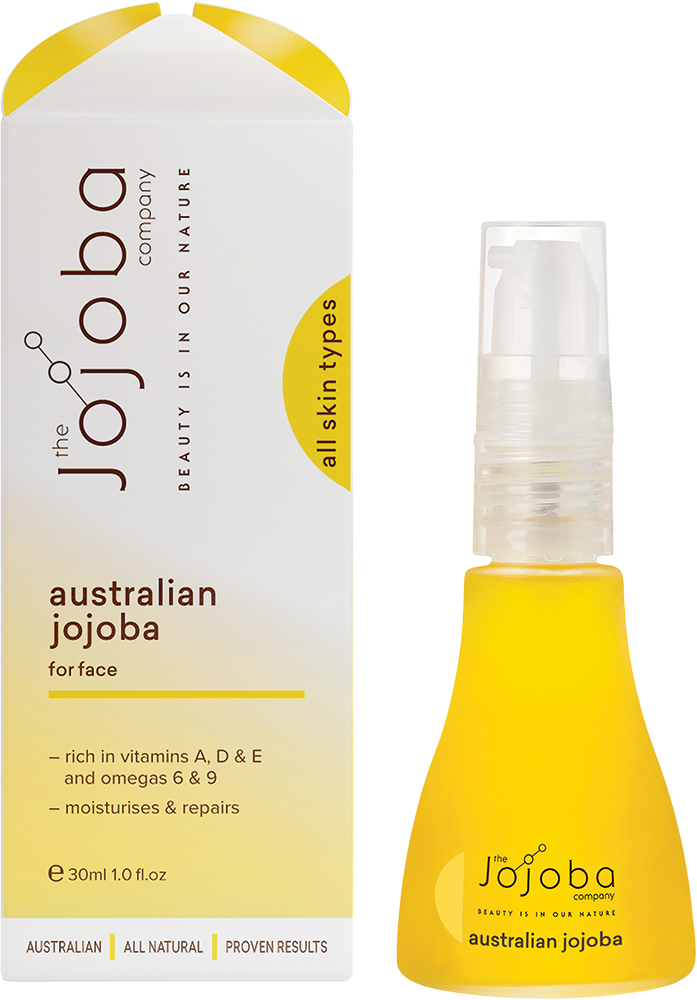 the
Jojoba
company
BEAUTY IS IN OUR NATURE
all skin types
australian
jojoba
for face
– rich in vitamins A, D & E
and omegas 6 & 9
– moisturises & repairs
℮ 30ml 1.0 fl.oz
AUSTRALIAN | ALL NATURAL | PROVEN RESULTS
the
Jojoba
company
BEAUTY IS IN OUR NATURE
australian jojoba